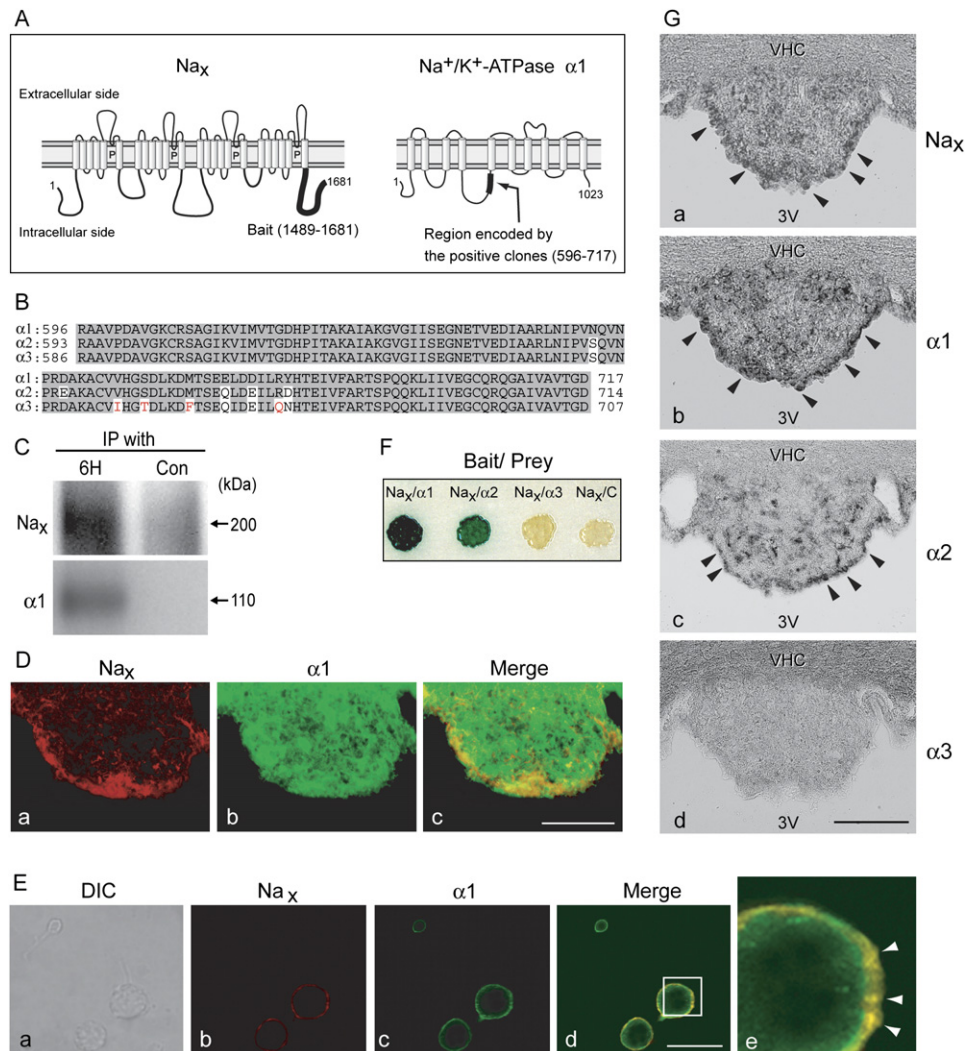 A
Nax
Na+/K+-ATPase α1
Extracellular side
P P P P
1
1681
1
1023
Intracellular side
Bait (1489-1681)
Region encoded by
the positive clones (596-717)
B
α1:596 RAAVPDAVGKCRSAGIKVIMVTGDHPITAKAIAKGVGIISEGNETVEDIAARLNIPVNQVN
α2:593 RAAVPDAVGKCRSAGIKVIMVTGDHPITAKAIAKGVGIISEGNETVEDIAARLNIPVSQVN
α3:586 RAAVPDAVGKCRSAGIKVIMVTGDHPITAKAIAKGVGIISEGNETVEDIAARLNIPVSQVN
α1: PRDAKACVVHGSDLKDMTSEELDDILRYHTEIVFARTSPQQKLIIVEGCQRQGAIVAVTGD 717
α2: PREAKACVVHGSDLKDMTSEQLDEILRDHTEIVFARTSPQQKLIIVEGCQRQGAIVAVTGD 714
α3: PRDAKACVIHGTDLKDFTSEQIDEILQNHTEIVFARTSPQQKLIIVEGCQRQGAIVAVTGD 707
C
IP with
6H Con
(kDa)
Nax
200
α1
110
D
Nax α1 Merge
a b c
E
DIC Nax α1 Merge
a b c d e
F
Bait/ Prey
Nax/α1 Nax/α2 Nax/α3 Nax/C
G
VHC
Nax
a
3V
VHC
α1
b
3V
VHC
α2
c
3V
VHC
α3
d
3V